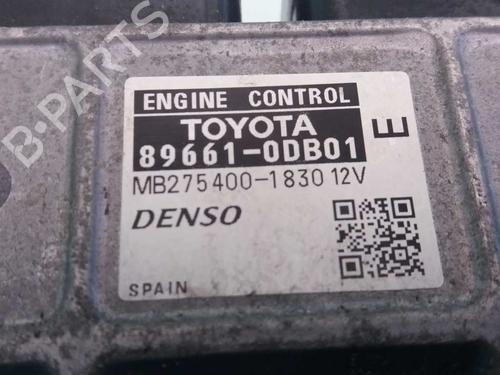 ENGINE CONTROL
TOYOTA
89661-0DB01
E
MB275400-1830 12V
DENSO
SPAIN
B-PARTS